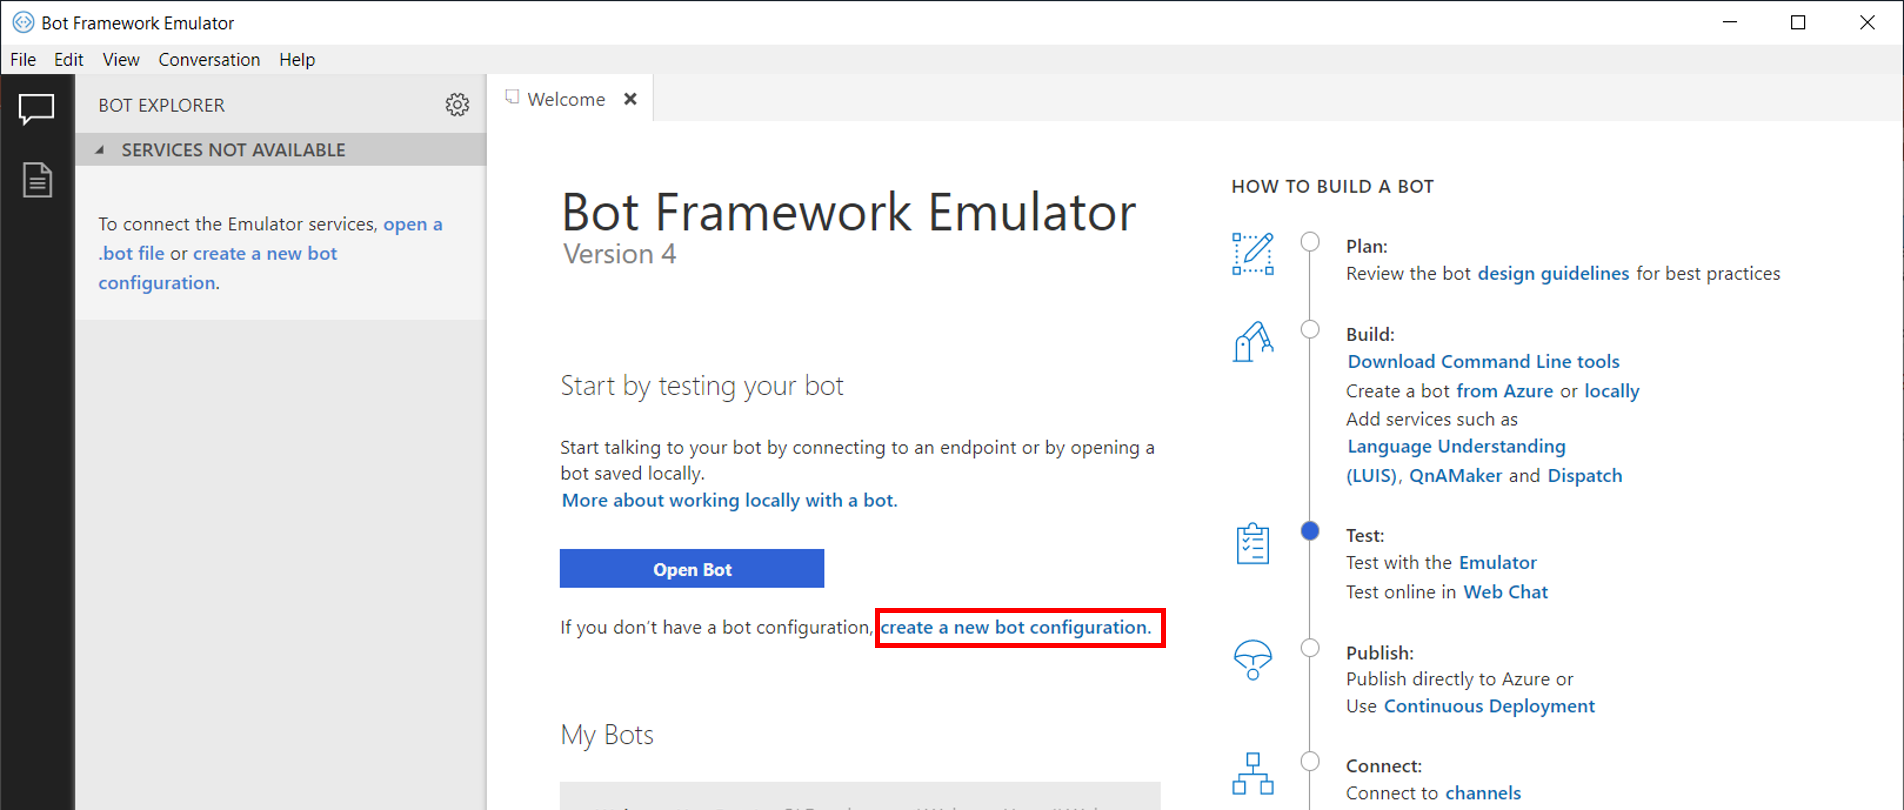 Bot Framework Emulator
File Edit View Conversation Help
BOT EXPLORER
SERVICES NOT AVAILABLE
To connect the Emulator services, open a
.bot file or create a new bot
configuration.
Welcome
Bot Framework Emulator
Version 4
Start by testing your bot
Start talking to your bot by connecting to an endpoint or by opening a
bot saved locally.
More about working locally with a bot.
Open Bot
If you don't have a bot configuration, create a new bot configuration.
My Bots
HOW TO BUILD A BOT
Plan:
Review the bot design guidelines for best practices
Build:
Download Command Line tools
Create a bot from Azure or locally
Add services such as
Language Understanding
(LUIS), QnAMaker and Dispatch
Test:
Test with the Emulator
Test online in Web Chat
Publish:
Publish directly to Azure or
Use Continuous Deployment
Connect:
Connect to channels